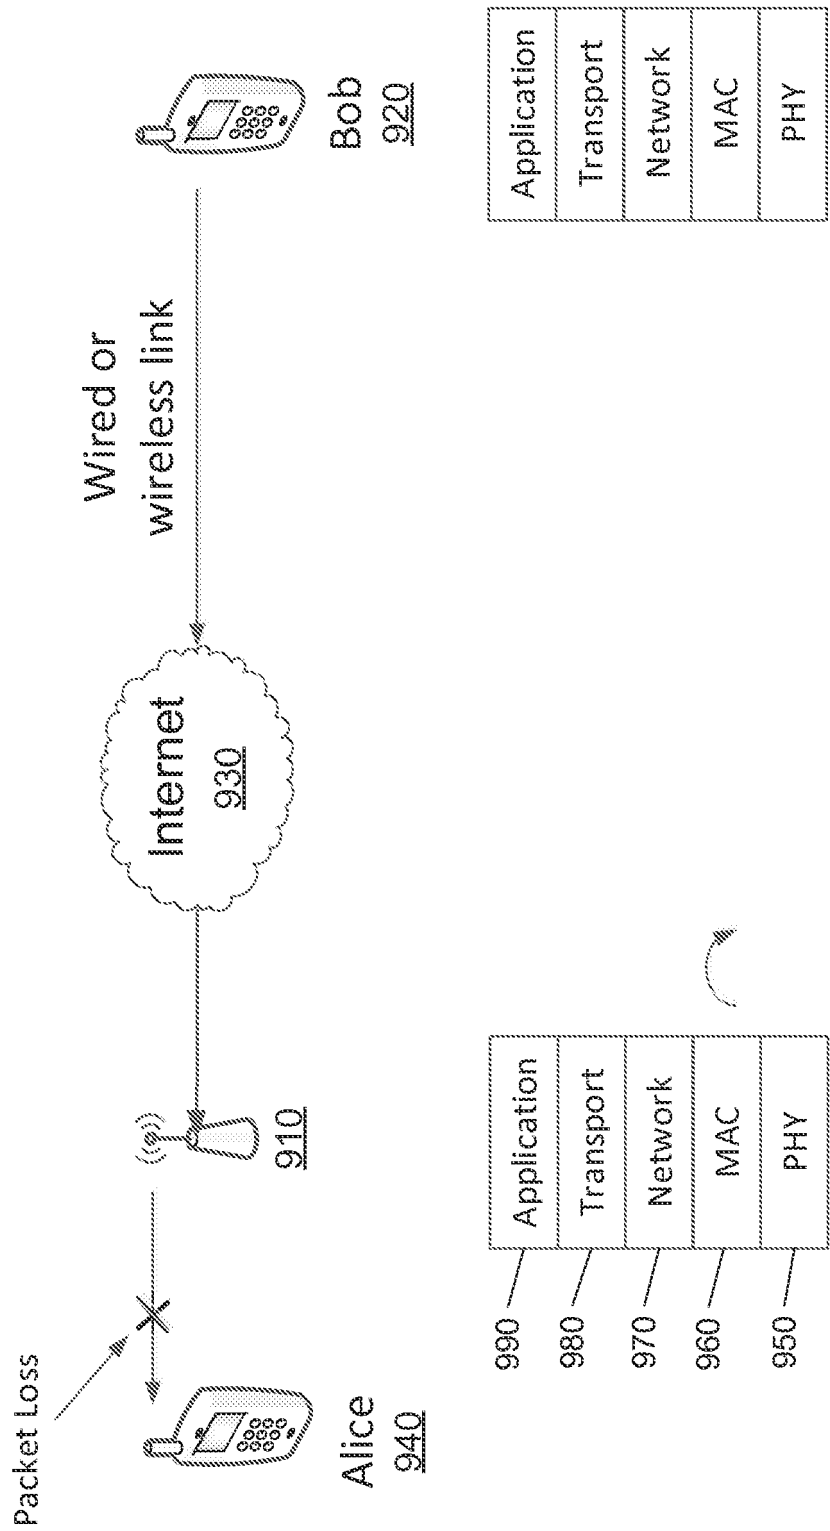 Packet Loss
Wired or
wireless link
Internet
930
910
Alice
940
Bob
920
990
980
970
960
950
Application
Transport
Network
MAC
PHY
Application
Transport
Network
MAC
PHY